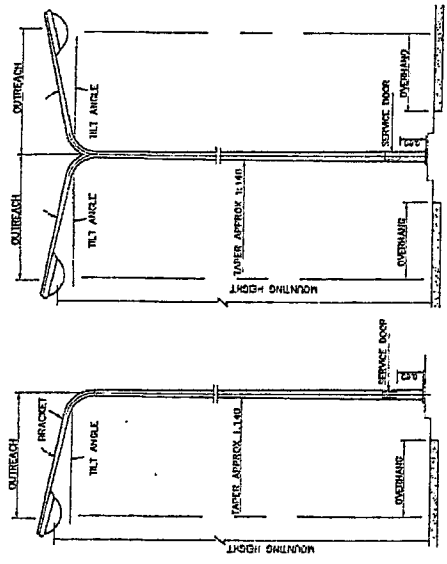 OUTREACH
BRACKET
TILT ANGLE
MOUNTING HEIGHT
TAPER APPROX 1:140
SERVICE DOOR
OVERHANG
OUTREACH
OUTREACH
TILT ANGLE
TILT ANGLE
MOUNTING HEIGHT
TAPER APPROX 1:140
SERVICE DOOR
OVERHANG
OVERHANG